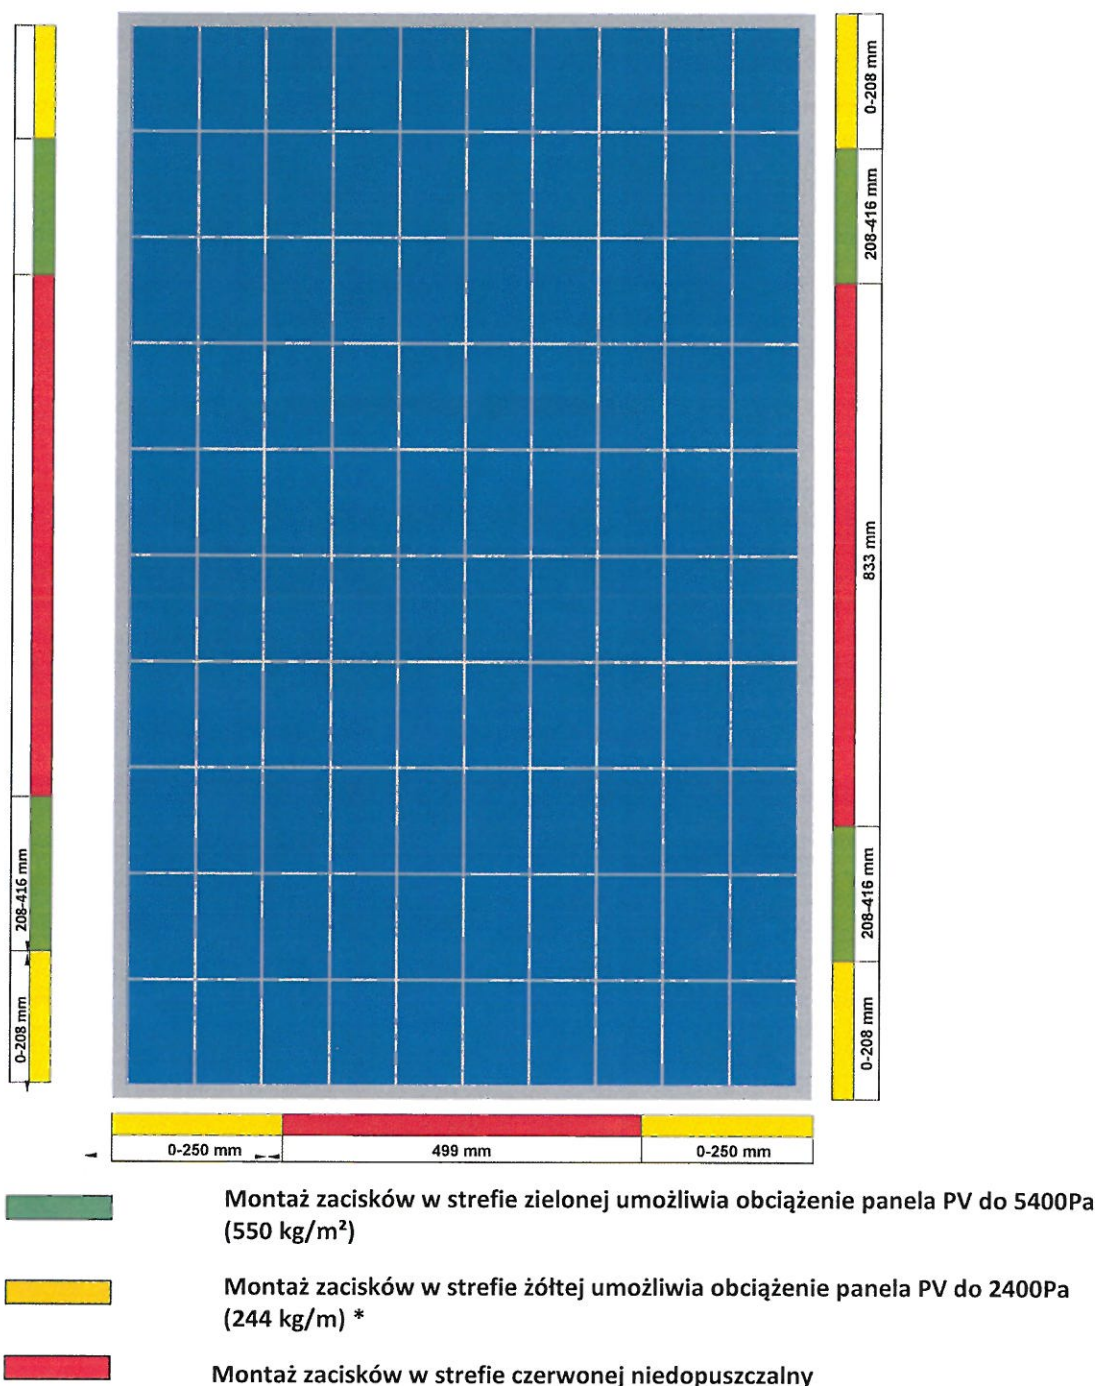 0-208 mm
208-416 mm
833 mm
208-416 mm
0-208 mm
208-416 mm
0-208 mm
0-250 mm
499 mm
0-250 mm
Montaż zacisków w strefie zielonej umożliwia obciążenie panela PV do 5400Pa
(550 kg/m²)
Montaż zacisków w strefie żółtej umożliwia obciążenie panela PV do 2400Pa
(244 kg/m) *
Montaż zacisków w strefie czerwonej niedopuszczalny